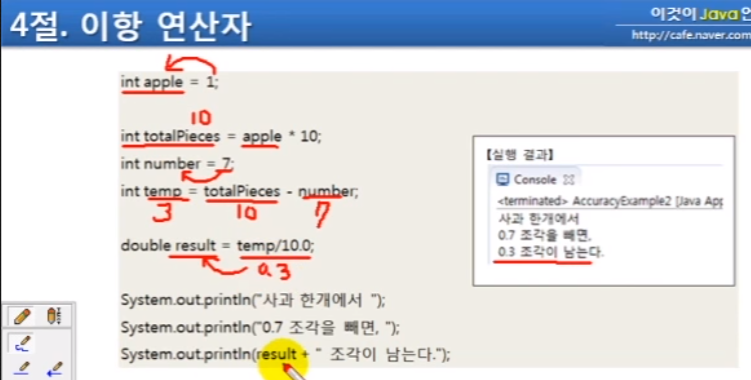 4절. 이항 연산자
이것이 Java
http://cafe.naver.com
int apple = 1;
10
int totalPieces = apple * 10;
int number = 7;
int temp = totalPieces - number;
3 10 7
double result = temp/10.0;
0.3
System.out.println("사과 한개에서 ");
System.out.println("0.7 조각을 빼면, ");
System.out.println(result + " 조각이 남는다.");
【실행 결과】
Console
<terminated> AccuracyExample2 [Java App
사과 한개에서
0.7 조각을 빼면,
0.3 조각이 남는다.